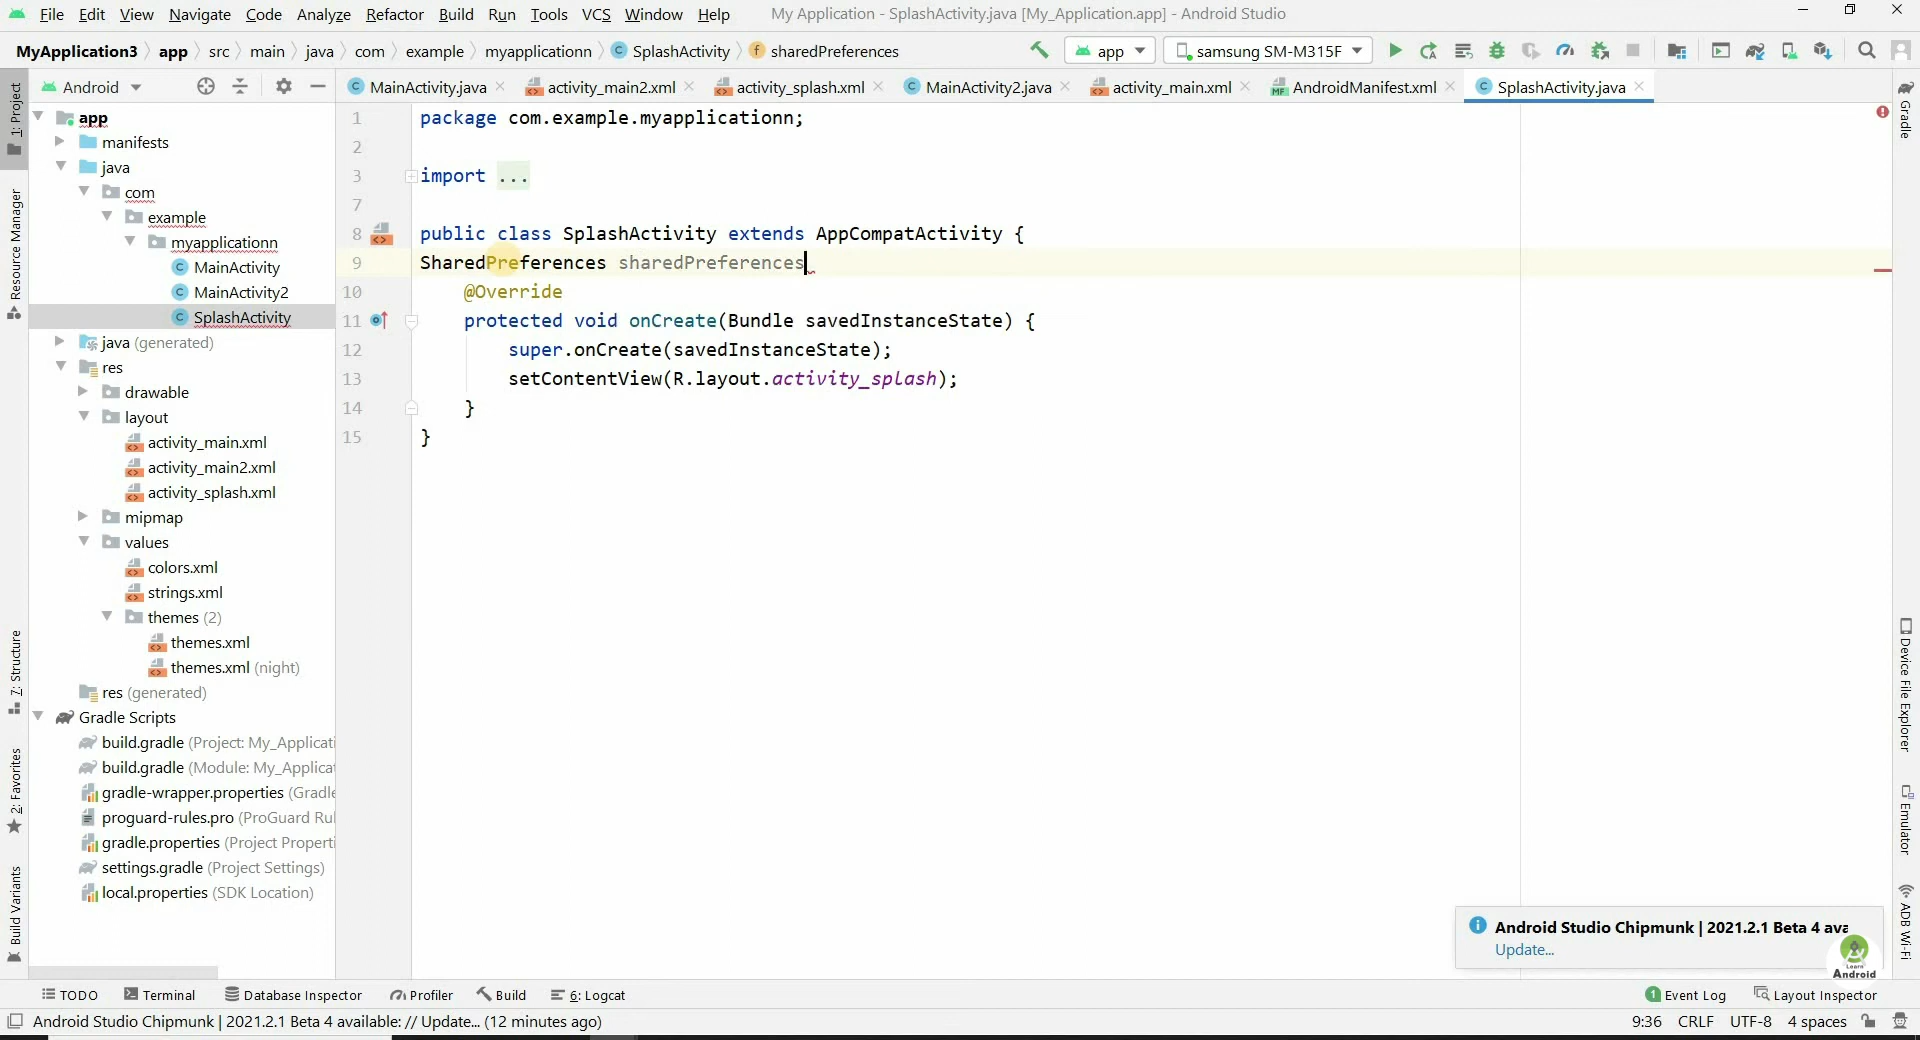 File Edit View Navigate Code Analyze Refactor Build Run Tools VCS Window Help My Application - SplashActivity.java [My_Application.app] - Android Studio
MyApplication3 app src main java com example myapplicationn SplashActivity sharedPreferences app samsung SM-M315F
Android MainActivity.java activity_main2.xml activity_splash.xml MainActivity2.java activity_main.xml AndroidManifest.xml SplashActivity.java
1: Project
Resource Manager
7: Structure
2: Favorites
Build Variants
app
manifests
java
com
example
myapplicationn
MainActivity
MainActivity2
SplashActivity
java (generated)
res
drawable
layout
activity_main.xml
activity_main2.xml
activity_splash.xml
mipmap
values
colors.xml
strings.xml
themes (2)
themes.xml
themes.xml (night)
res (generated)
Gradle Scripts
build.gradle (Project: My_Applicati
build.gradle (Module: My_Applica
gradle-wrapper.properties (Gradle
proguard-rules.pro (ProGuard Ru
gradle.properties (Project Properti
settings.gradle (Project Settings)
local.properties (SDK Location)
1 package com.example.myapplicationn;
2
3 import ...
7
8 public class SplashActivity extends AppCompatActivity {
9 SharedPreferences sharedPreferences
10 @Override
11 protected void onCreate(Bundle savedInstanceState) {
12 super.onCreate(savedInstanceState);
13 setContentView(R.layout.activity_splash);
14 }
15 }
Gradle
Device File Explorer
Emulator
ADB Wi-Fi
Android Studio Chipmunk | 2021.2.1 Beta 4 ava
Update...
Learn
Android
TODO Terminal Database Inspector Profiler Build 6: Logcat 1 Event Log Layout Inspector
Android Studio Chipmunk | 2021.2.1 Beta 4 available: // Update... (12 minutes ago) 9:36 CRLF UTF-8 4 spaces